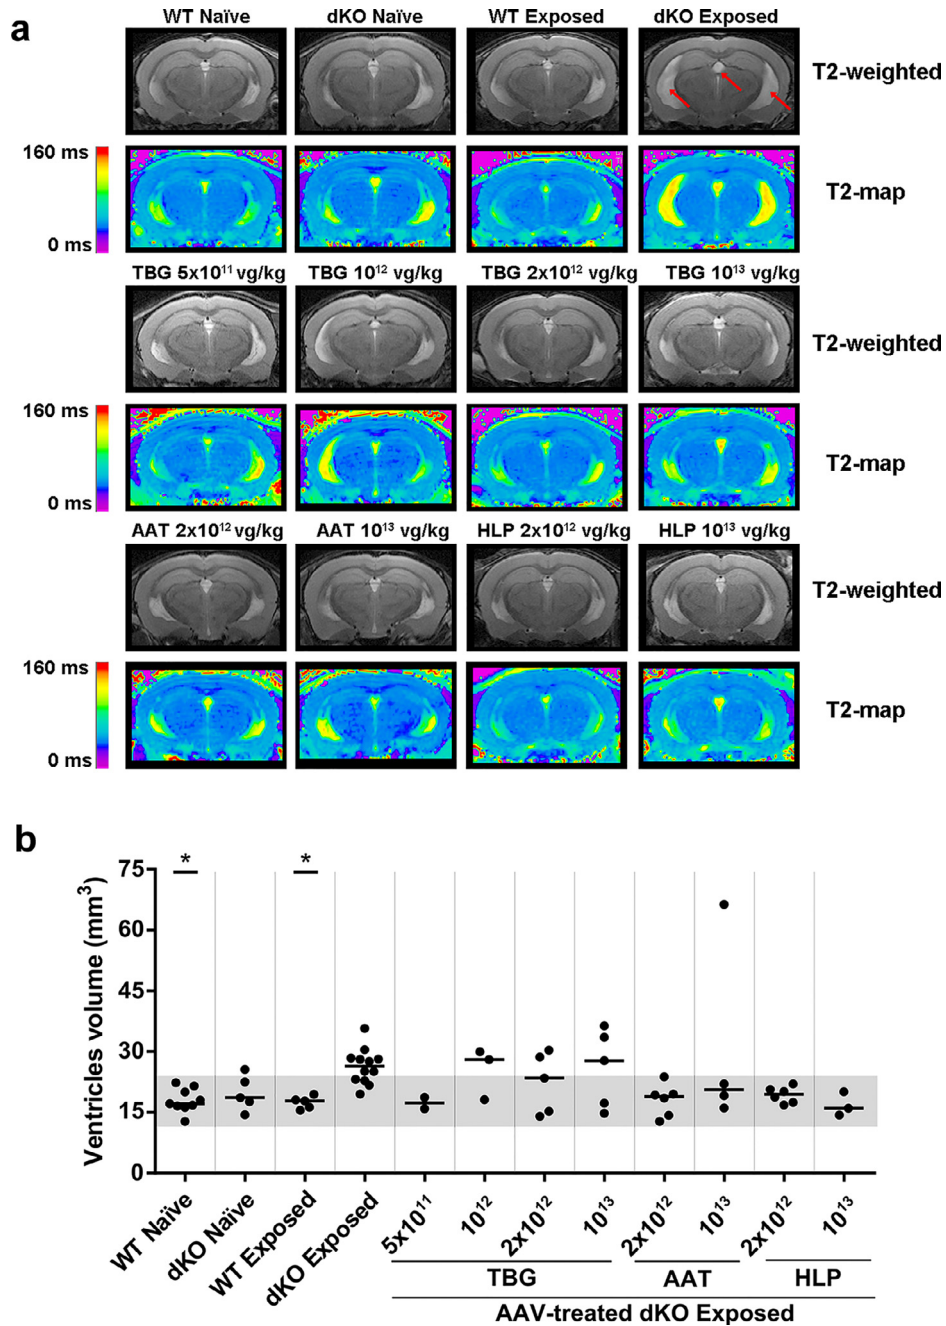 a
WT Naïve dKO Naïve WT Exposed dKO Exposed
T2-weighted
160 ms
T2-map
0 ms
TBG 5x10¹¹ vg/kg TBG 10¹² vg/kg TBG 2x10¹² vg/kg TBG 10¹³ vg/kg
T2-weighted
160 ms
T2-map
0 ms
AAT 2x10¹² vg/kg AAT 10¹³ vg/kg HLP 2x10¹² vg/kg HLP 10¹³ vg/kg
T2-weighted
160 ms
T2-map
0 ms
b
* *
Ventricles volume (mm³)
75
60
45
30
15
0
WT Naïve dKO Naïve WT Exposed dKO Exposed 5x10¹¹ 10¹² 2x10¹² 10¹³ 2x10¹² 10¹³ 2x10¹² 10¹³
TBG AAT HLP
AAV-treated dKO Exposed